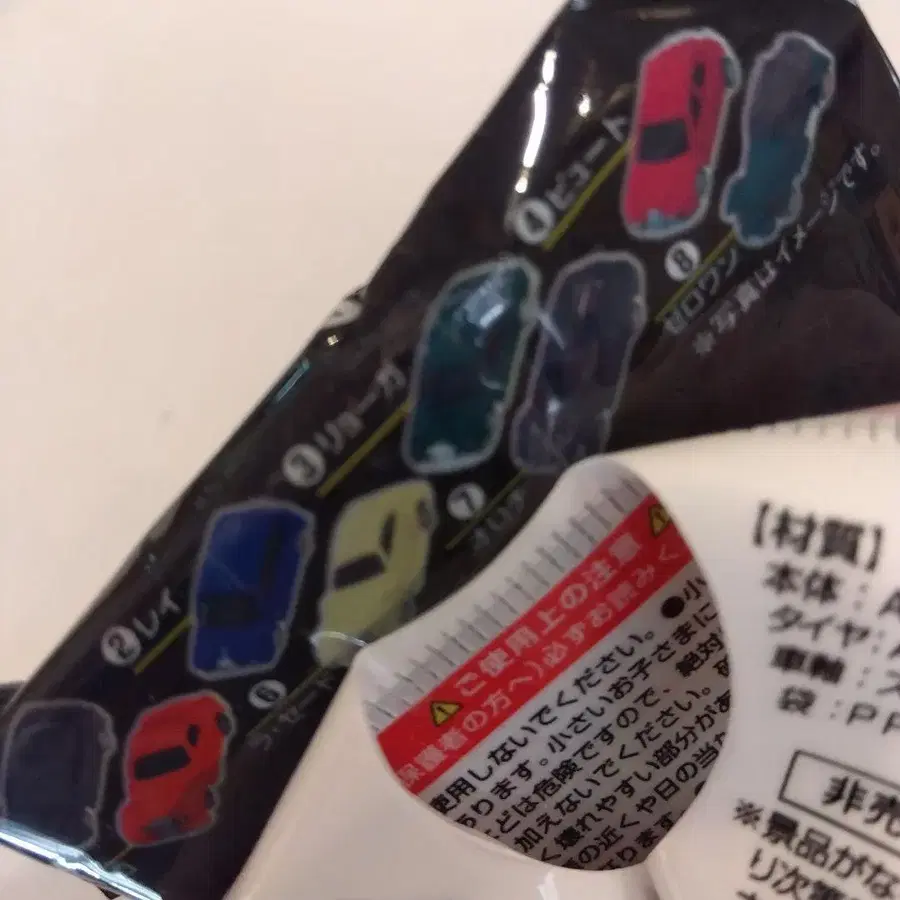 ④ビュート
⑧
ゼロワン
※写真はイメージです。
③リョーガ
⑦
②レイ
⑥
ご使用上の注意
保護者の方へ)必ずお読みく
●小
使用しないでください。
あります。小さいお子さまに
どは危険ですので、絶対
加えないでください。
く壊れやすい部分があ
の近くや日の当
ります
【材質】
本体：A
タイヤ：A
車軸：ス
袋：PP
非売
※景品がな
り次第